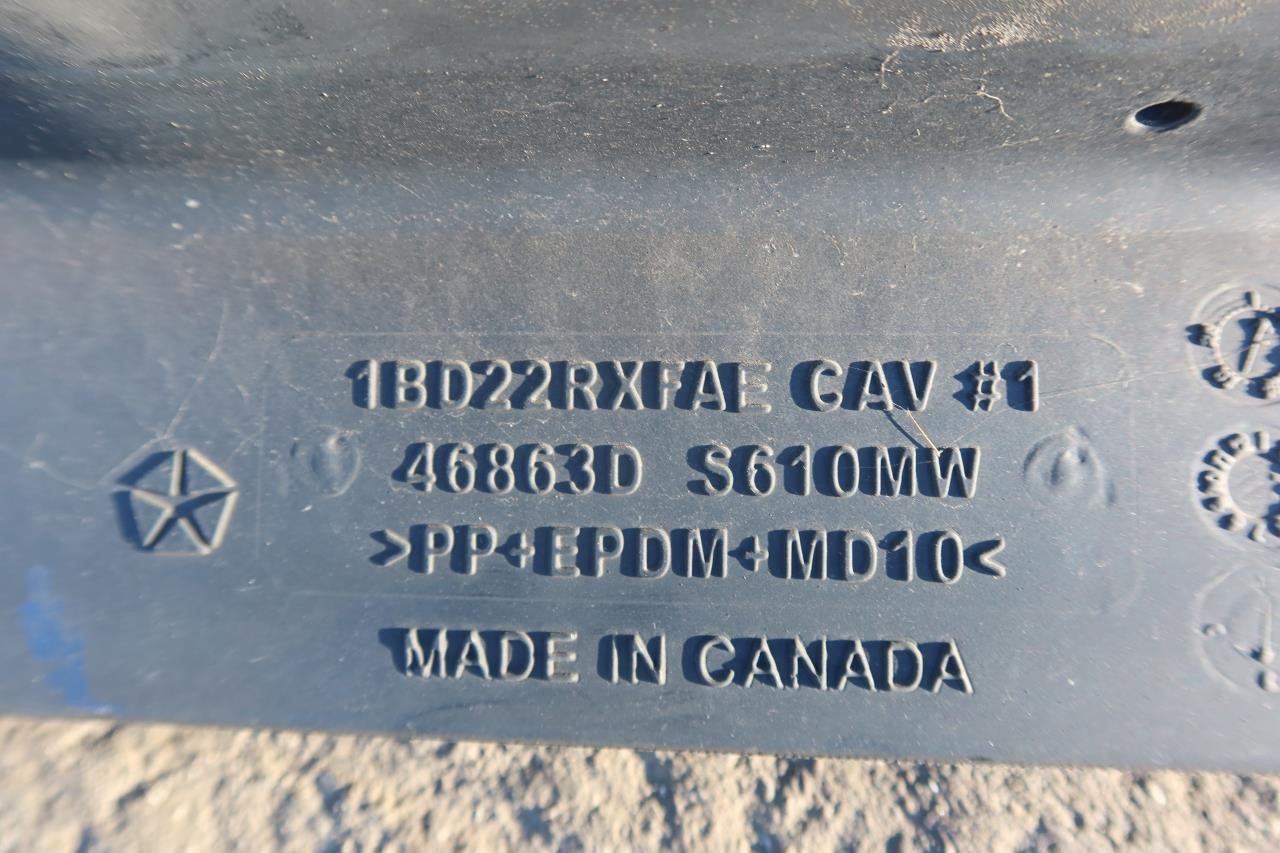 1BD22RXFAE CAV #1
46863D S610MW
>PP+EPDM+MD10<
MADE IN CANADA